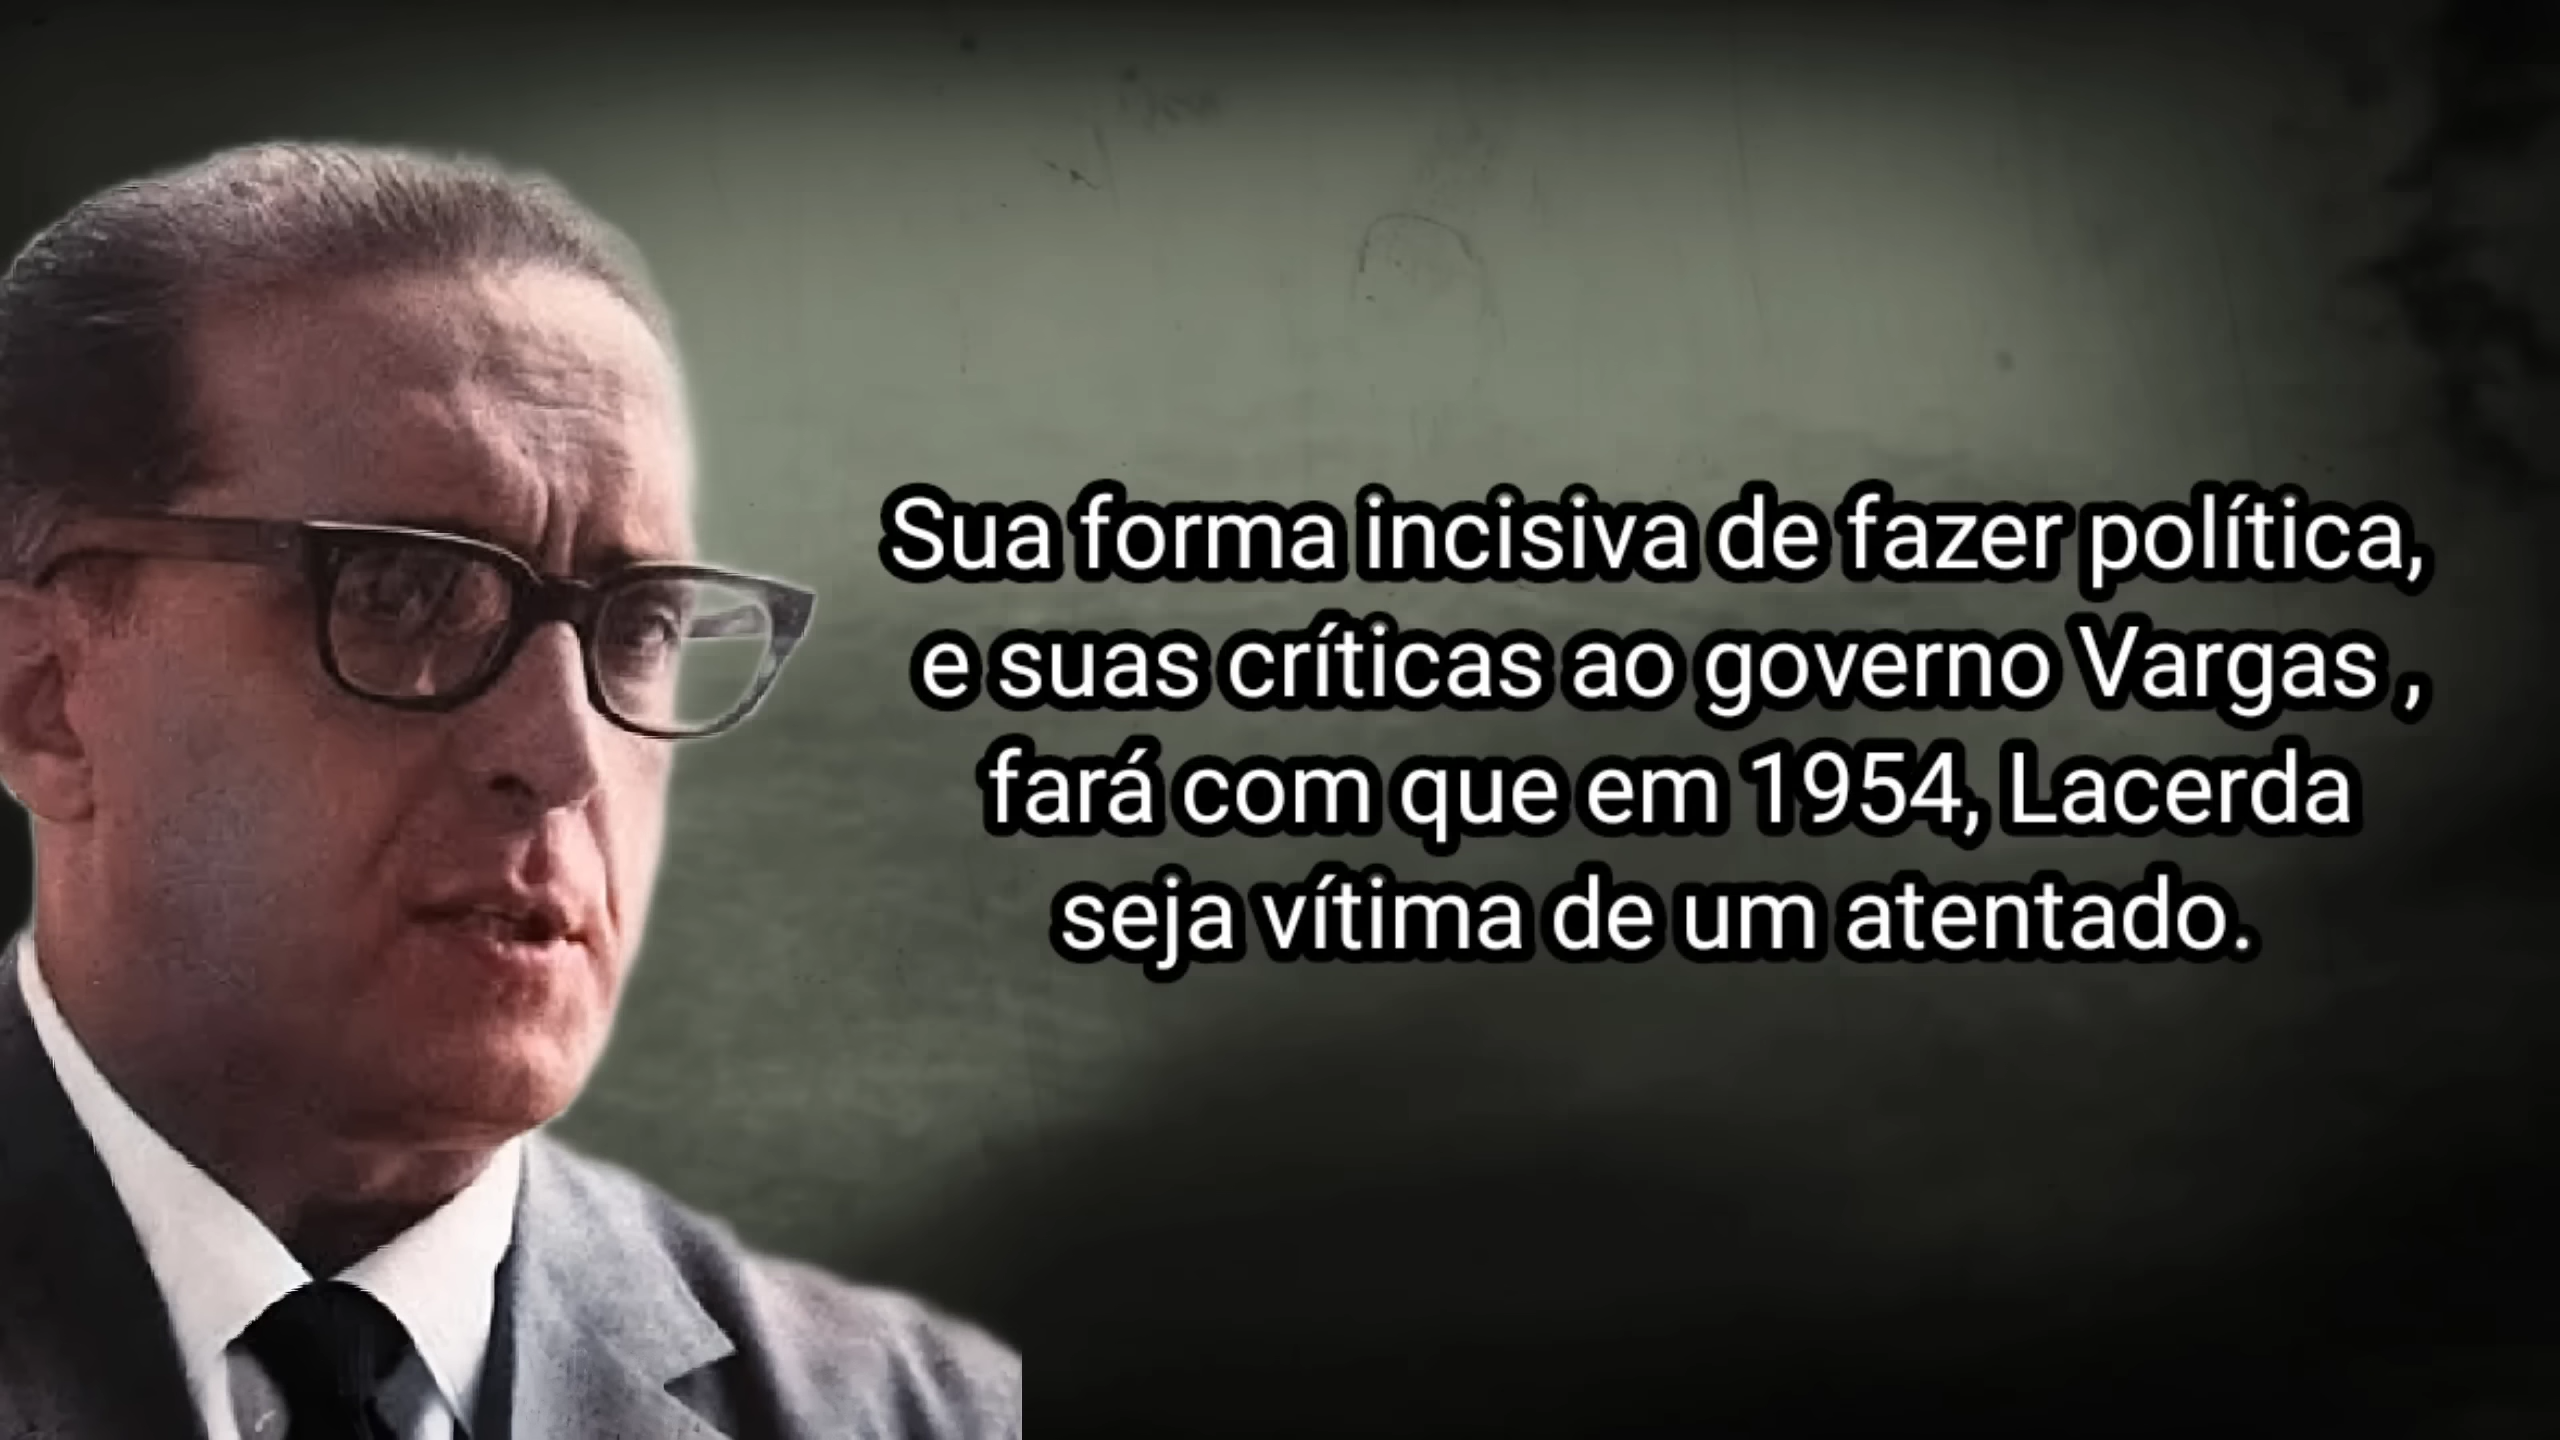 Sua forma incisiva de fazer política,
e suas críticas ao governo Vargas ,
fará com que em 1954, Lacerda
seja vítima de um atentado.